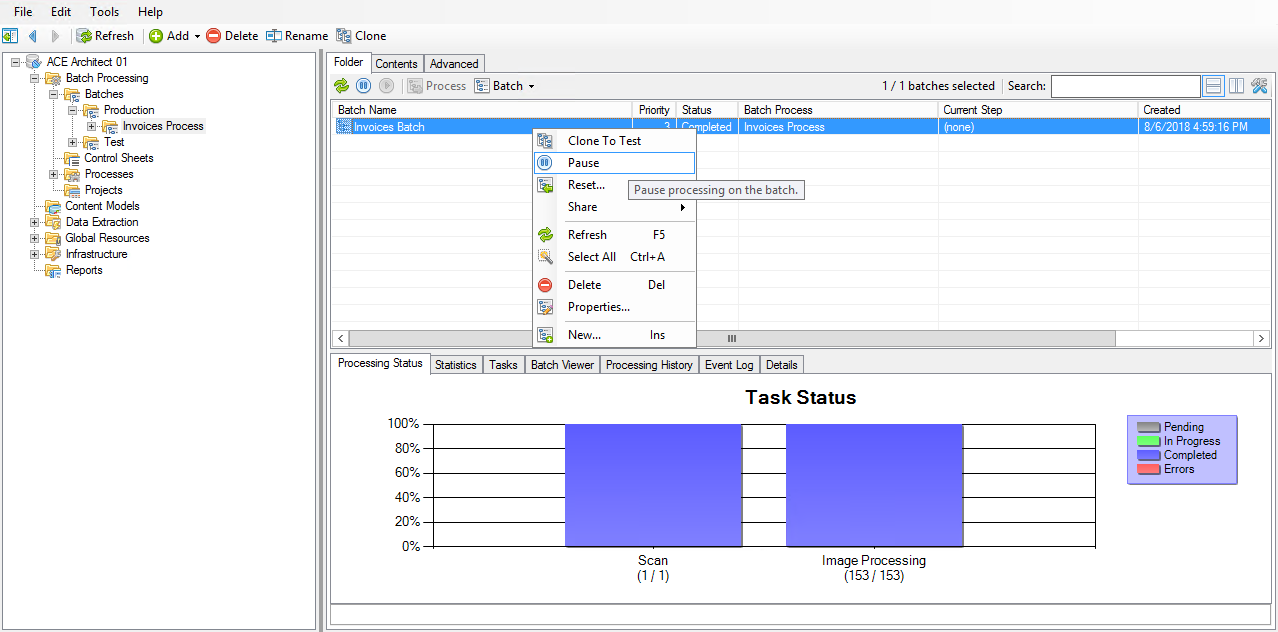 File Edit Tools Help
Refresh Add Delete Rename Clone
ACE Architect 01
Batch Processing
Batches
Production
Invoices Process
Test
Control Sheets
Processes
Projects
Content Models
Data Extraction
Global Resources
Infrastructure
Reports
Folder Contents Advanced
Process Batch 1 / 1 batches selected Search:
Batch Name Priority Status Batch Process Current Step Created
Invoices Batch 3 Completed Invoices Process (none) 8/6/2018 4:59:16 PM
Clone To Test
Pause
Reset...
Pause processing on the batch.
Share
Refresh F5
Select All Ctrl+A
Delete Del
Properties...
New... Ins
Processing Status Statistics Tasks Batch Viewer Processing History Event Log Details
Task Status
100%
80%
60%
40%
20%
0%
Scan
(1 / 1)
Image Processing
(153 / 153)
Pending
In Progress
Completed
Errors